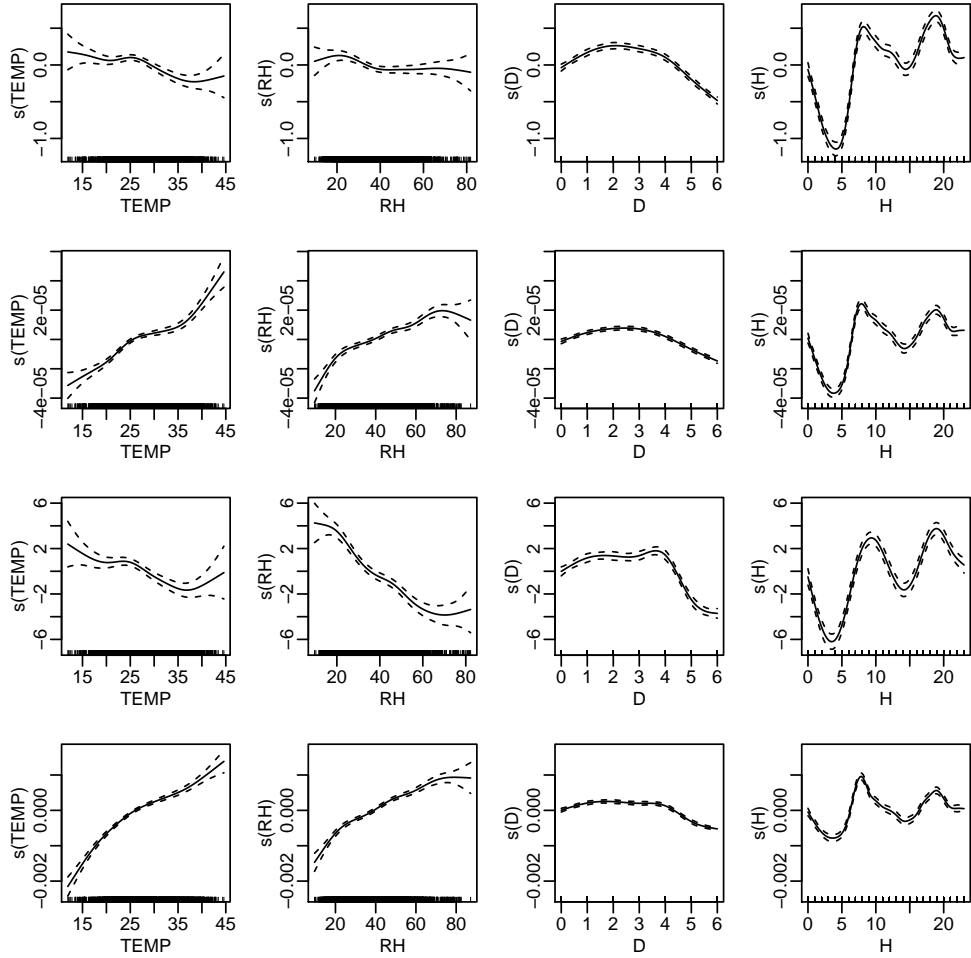 s(TEMP) 0.0 −1.0 15 25 35 45 TEMP
s(RH) 0.0 −1.0 20 40 60 80 RH
s(D) 0.0 −1.0 0 1 2 3 4 5 6 D
s(H) 0.0 −1.0 0 5 10 20 H
s(TEMP) 2e−05 −4e−05 15 25 35 45 TEMP
s(RH) 2e−05 −4e−05 20 40 60 80 RH
s(D) 2e−05 −4e−05 0 1 2 3 4 5 6 D
s(H) 2e−05 −4e−05 0 5 10 20 H
s(TEMP) 6 2 −2 −6 15 25 35 45 TEMP
s(RH) 6 2 −2 −6 20 40 60 80 RH
s(D) 6 2 −2 −6 0 1 2 3 4 5 6 D
s(H) 6 2 −2 −6 0 5 10 20 H
s(TEMP) 0.000 −0.002 15 25 35 45 TEMP
s(RH) 0.000 −0.002 20 40 60 80 RH
s(D) 0.000 −0.002 0 1 2 3 4 5 6 D
s(H) 0.000 −0.002 0 5 10 20 H